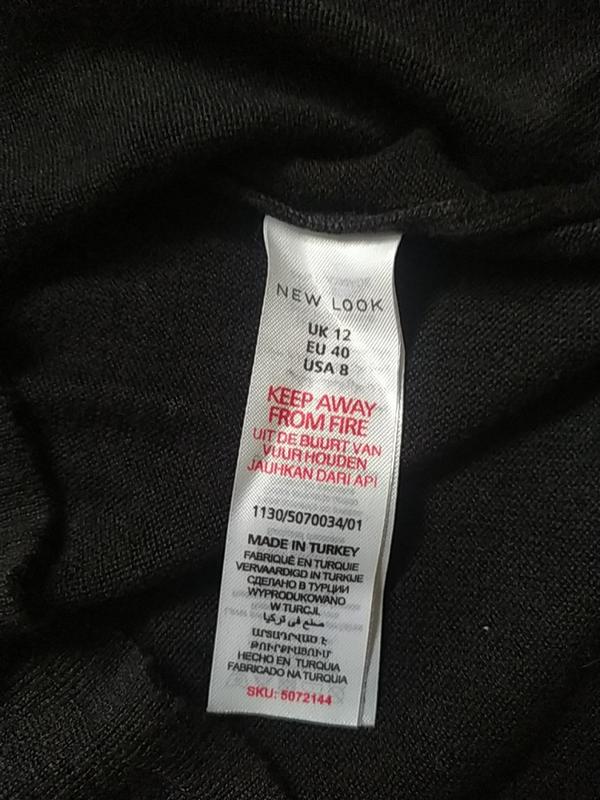 NEW LOOK
UK 12
EU 40
USA 8
KEEP AWAY
FROM FIRE
UIT DE BUURT VAN
VUUR HOUDEN
JAUHKAN DARI API
1130/5070034/01
MADE IN TURKEY
FABRIQUÉ EN TURQUIE
VERVAARDIGD IN TURKIJE
СДЕЛАНО В ТУРЦИИ
WYPRODUKOWANO
W TURCJI.
صنع في تركيا
ԱՐՏԱԴՐՎԱԾ Է
ԹՈՒՐՔԻԱՅՈՒՄ
HECHO EN TURQUIA
FABRICADO NA TURQUIA
SKU: 5072144